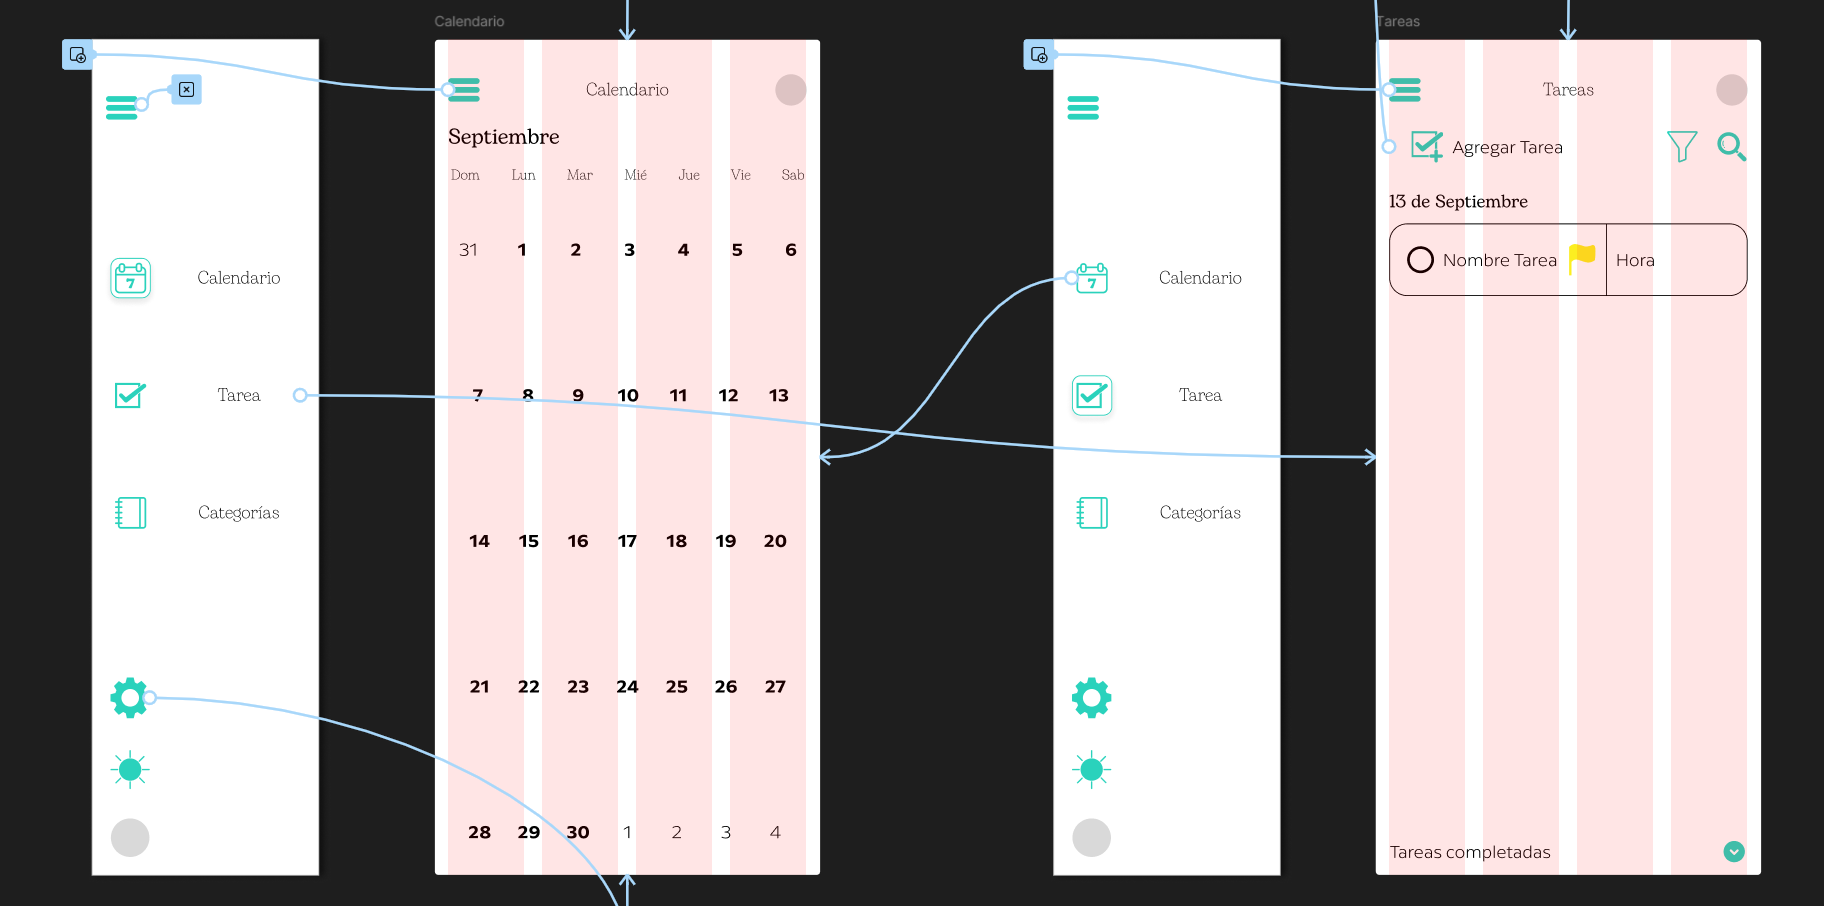 Calendario
Tareas
Calendario
Septiembre
Dom Lun Mar Mié Jue Vie Sab
31 1 2 3 4 5 6
7 8 9 10 11 12 13
14 15 16 17 18 19 20
21 22 23 24 25 26 27
28 29 30 1 2 3 4
7 Calendario
Tarea
Categorías
7 Calendario
Tarea
Categorías
Tareas
Agregar Tarea
13 de Septiembre
Nombre Tarea Hora
Tareas completadas